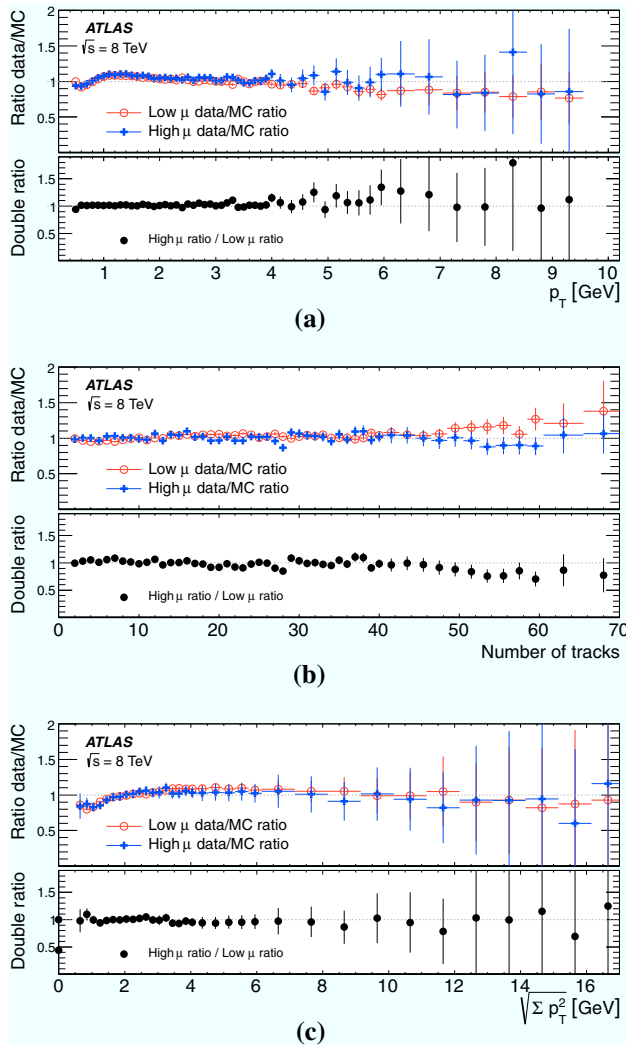 ATLAS
√s = 8 TeV
Ratio data/MC
2
1.5
1
0.5
Low μ data/MC ratio
High μ data/MC ratio
Double ratio
1.5
1
0.5
High μ ratio / Low μ ratio
1 2 3 4 5 6 7 8 9 10
p_T [GeV]
(a)
ATLAS
√s = 8 TeV
Ratio data/MC
2
1.5
1
0.5
Low μ data/MC ratio
High μ data/MC ratio
Double ratio
1.5
1
0.5
High μ ratio / Low μ ratio
0 10 20 30 40 50 60 70
Number of tracks
(b)
ATLAS
√s = 8 TeV
Ratio data/MC
2
1.5
1
0.5
Low μ data/MC ratio
High μ data/MC ratio
Double ratio
1.5
1
0.5
High μ ratio / Low μ ratio
0 2 4 6 8 10 12 14 16
√Σ p_T^2 [GeV]
(c)